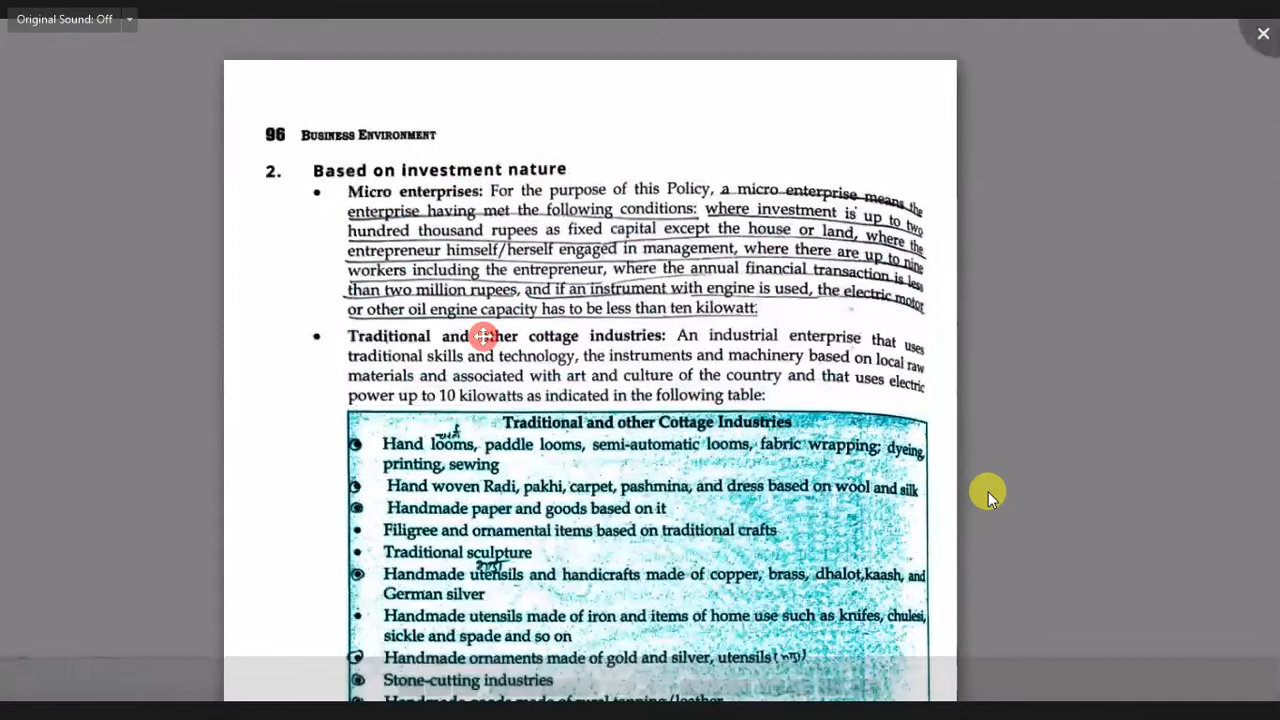 Original Sound: Off
96 BUSINESS ENVIRONMENT
2. Based on investment nature
• Micro enterprises: For the purpose of this Policy, a micro enterprise means the
enterprise having met the following conditions: where investment is up to two
hundred thousand rupees as fixed capital except the house or land, where the
entrepreneur himself/herself engaged in management, where there are up to nine
workers including the entrepreneur, where the annual financial transaction is less
than two million rupees, and if an instrument with engine is used, the electric motor
or other oil engine capacity has to be less than ten kilowatt.
• Traditional and other cottage industries: An industrial enterprise that uses
traditional skills and technology, the instruments and machinery based on local raw
materials and associated with art and culture of the country and that uses electric
power up to 10 kilowatts as indicated in the following table:
Traditional and other Cottage Industries
Hand looms, paddle looms, semi-automatic looms, fabric wrapping; dyeing,
printing, sewing
Hand woven Radi, pakhi, carpet, pashmina, and dress based on wool and silk
Handmade paper and goods based on it
• Filigree and ornamental items based on traditional crafts
• Traditional sculpture
Handmade utensils and handicrafts made of copper, brass, dhalot,kaash, and
German silver
• Handmade utensils made of iron and items of home use such as knifes, chulesi,
sickle and spade and so on
Handmade ornaments made of gold and silver, utensils
Stone-cutting industries
Handmade goods made of rural tanning/leather